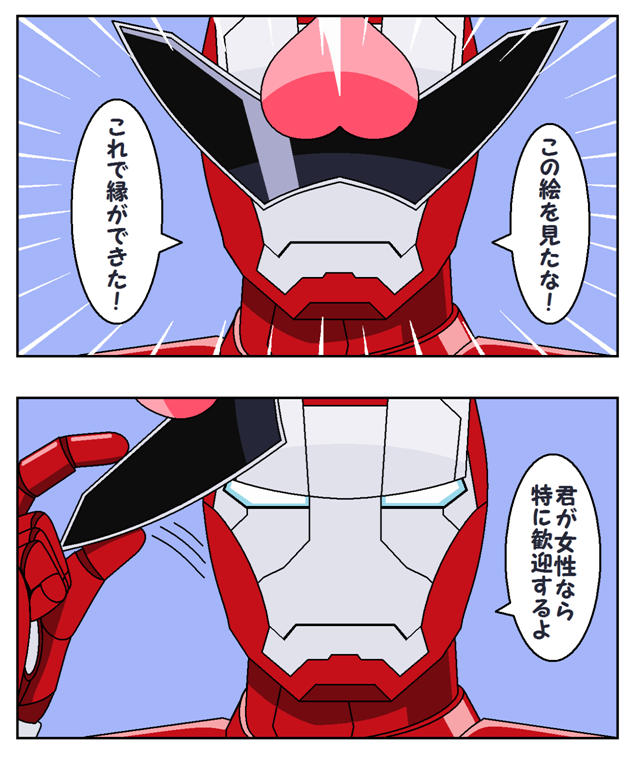 この絵を見たな！
これで縁ができた！
君が女性なら
特に歓迎するよ